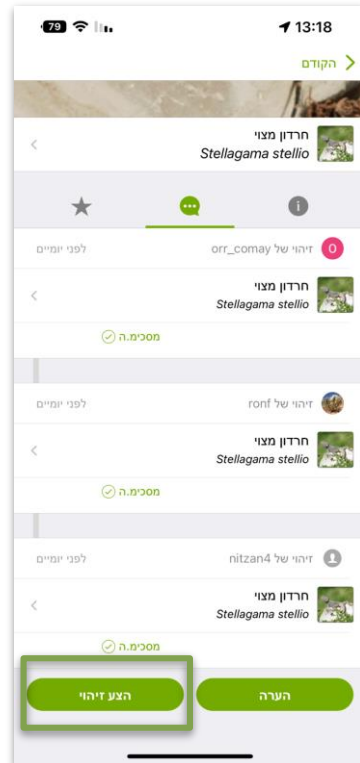 13:18
79
הקודם
חרדון מצוי
Stellagama stellio
זיהוי של orr_comay
לפני יומיים
חרדון מצוי
Stellagama stellio
מסכימ.ה
זיהוי של ronf
לפני יומיים
חרדון מצוי
Stellagama stellio
מסכימ.ה
זיהוי של nitzan4
לפני יומיים
חרדון מצוי
Stellagama stellio
מסכימ.ה
הערה
הצע זיהוי